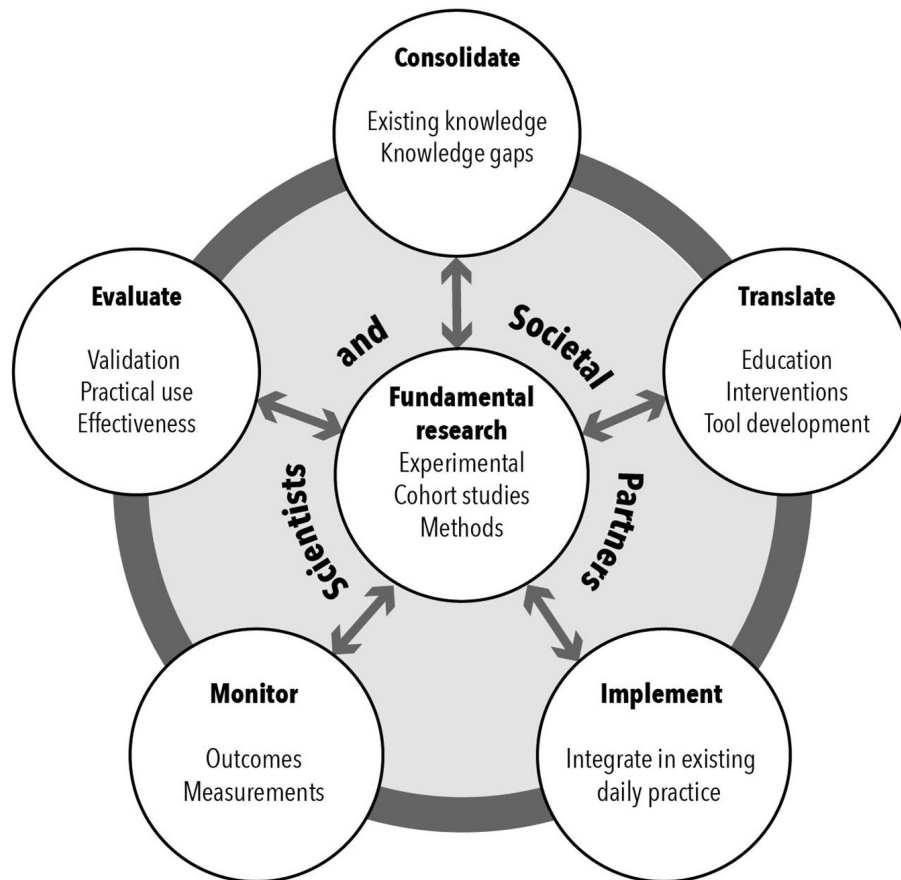 Consolidate
Existing knowledge
Knowledge gaps
Evaluate
Validation
Practical use
Effectiveness
Translate
Education
Interventions
Tool development
Scientists
and
Societal
Partners
Fundamental
research
Experimental
Cohort studies
Methods
Monitor
Outcomes
Measurements
Implement
Integrate in existing
daily practice